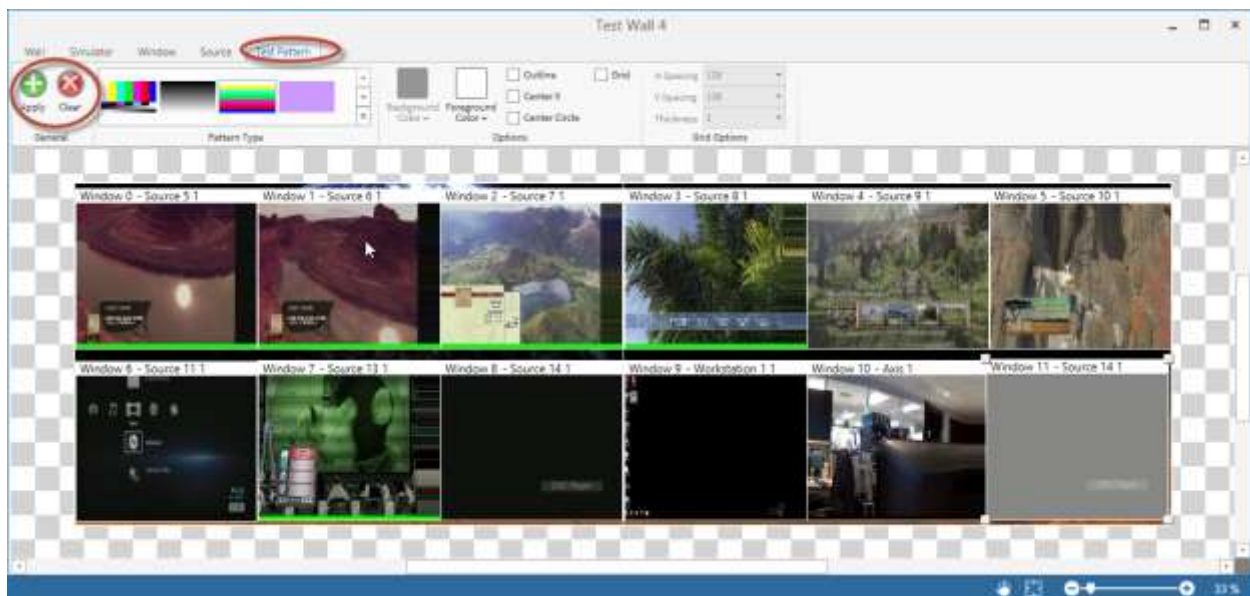 Test Wall 4
Wall Simulator Window Source Test Pattern
Apply Clear
General
Pattern Type
Background Color
Foreground Color
Outline
Center X
Center Circle
Options
Grid
H Spacing
V Spacing
Thickness 1
Grid Options
Window 0 - Source 5 1
Window 1 - Source 6 1
Window 2 - Source 7 1
Window 3 - Source 8 1
Window 4 - Source 9 1
Window 5 - Source 10 1
Window 6 - Source 11 1
Window 7 - Source 13 1
Window 8 - Source 14 1
Window 9 - Workstation 1 1
Window 10 - Axis 1
Window 11 - Source 14 1
33 %